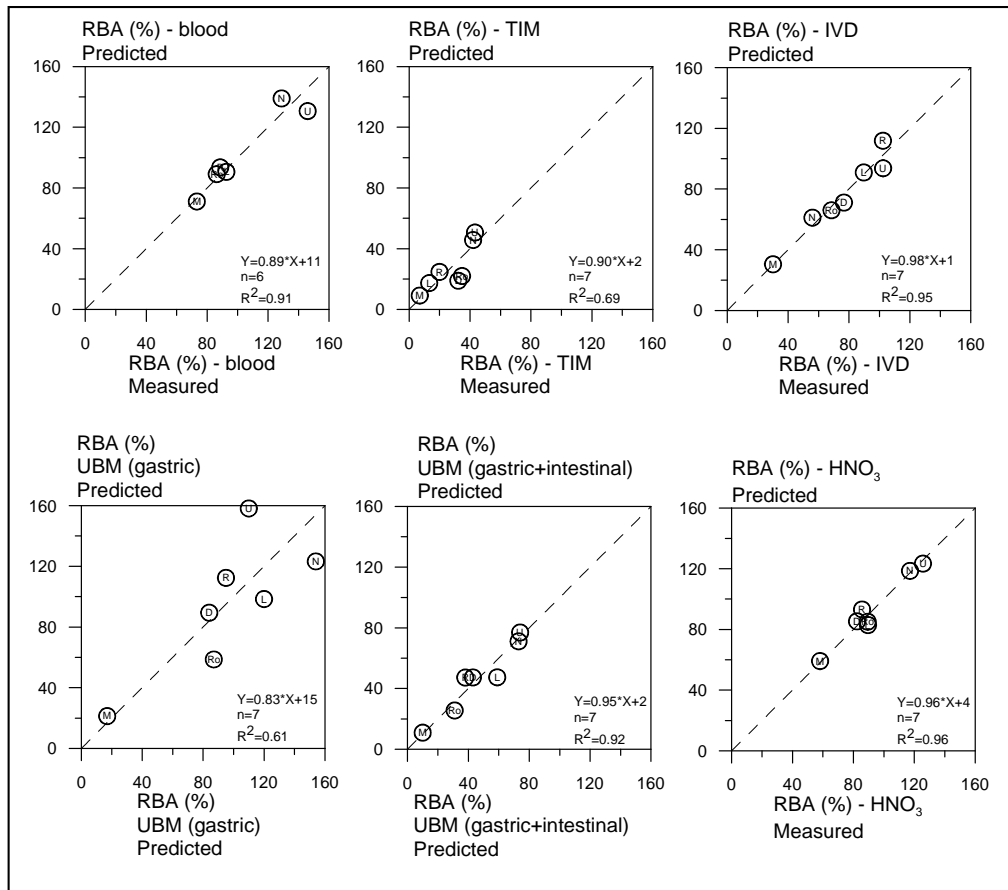 RBA (%) - blood
Predicted
160
120
80
40
0
N
U
M
Y=0.89*X+11
n=6
R²=0.91
0 40 80 120 160
RBA (%) - blood
Measured
RBA (%) - TIM
Predicted
160
120
80
40
0
U
N
R
L
Ro
M
Y=0.90*X+2
n=7
R²=0.69
0 40 80 120 160
RBA (%) - TIM
Measured
RBA (%) - IVD
Predicted
160
120
80
40
0
R
L
U
D
Ro
N
M
Y=0.98*X+1
n=7
R²=0.95
0 40 80 120 160
RBA (%) - IVD
Measured
RBA (%)
UBM (gastric)
Predicted
160
120
80
40
0
U
N
R
L
D
Ro
M
Y=0.83*X+15
n=7
R²=0.61
0 40 80 120 160
RBA (%)
UBM (gastric)
Predicted
RBA (%)
UBM (gastric+intestinal)
Predicted
160
120
80
40
0
U
N
R
D
L
Ro
M
Y=0.95*X+2
n=7
R²=0.92
0 40 80 120 160
RBA (%)
UBM (gastric+intestinal)
Predicted
RBA (%) - HNO₃
Predicted
160
120
80
40
0
U
N
R
D
Ro
M
Y=0.96*X+4
n=7
R²=0.96
0 40 80 120 160
RBA (%) - HNO₃
Measured